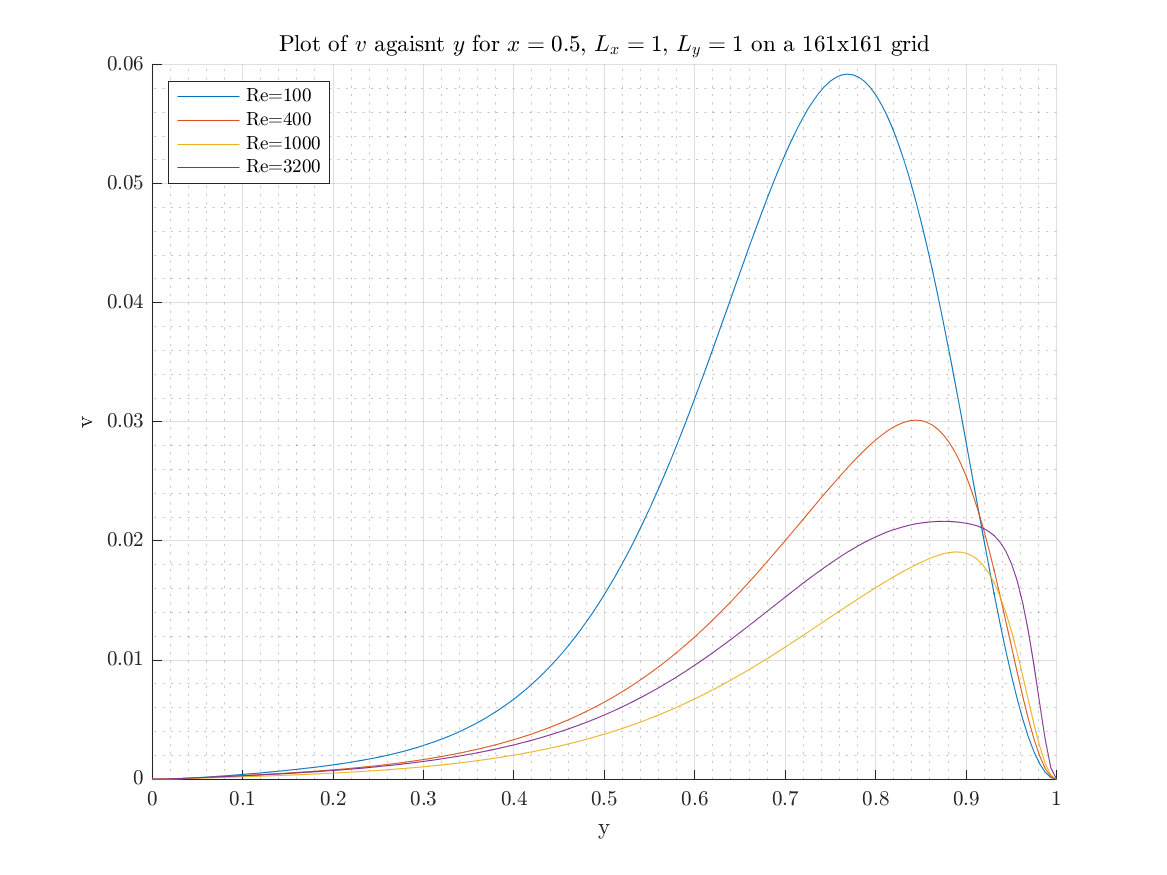 Plot of v agaisnt y for x = 0.5, Lₓ = 1, L_y = 1 on a 161x161 grid
0.06
Re=100
Re=400
Re=1000
Re=3200
0.05
0.04
0.03
v
0.02
0.01
0
0 0.1 0.2 0.3 0.4 0.5 0.6 0.7 0.8 0.9 1
y